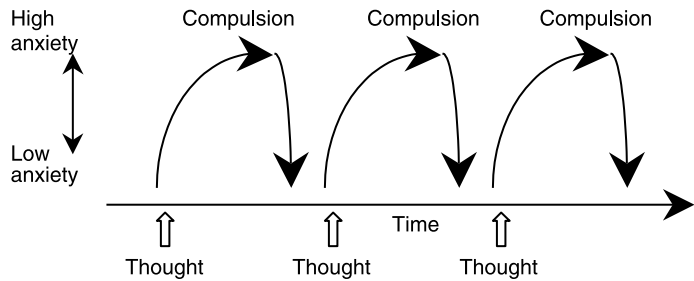 High
anxiety
Compulsion
Compulsion
Compulsion
Low
anxiety
Time
Thought
Thought
Thought